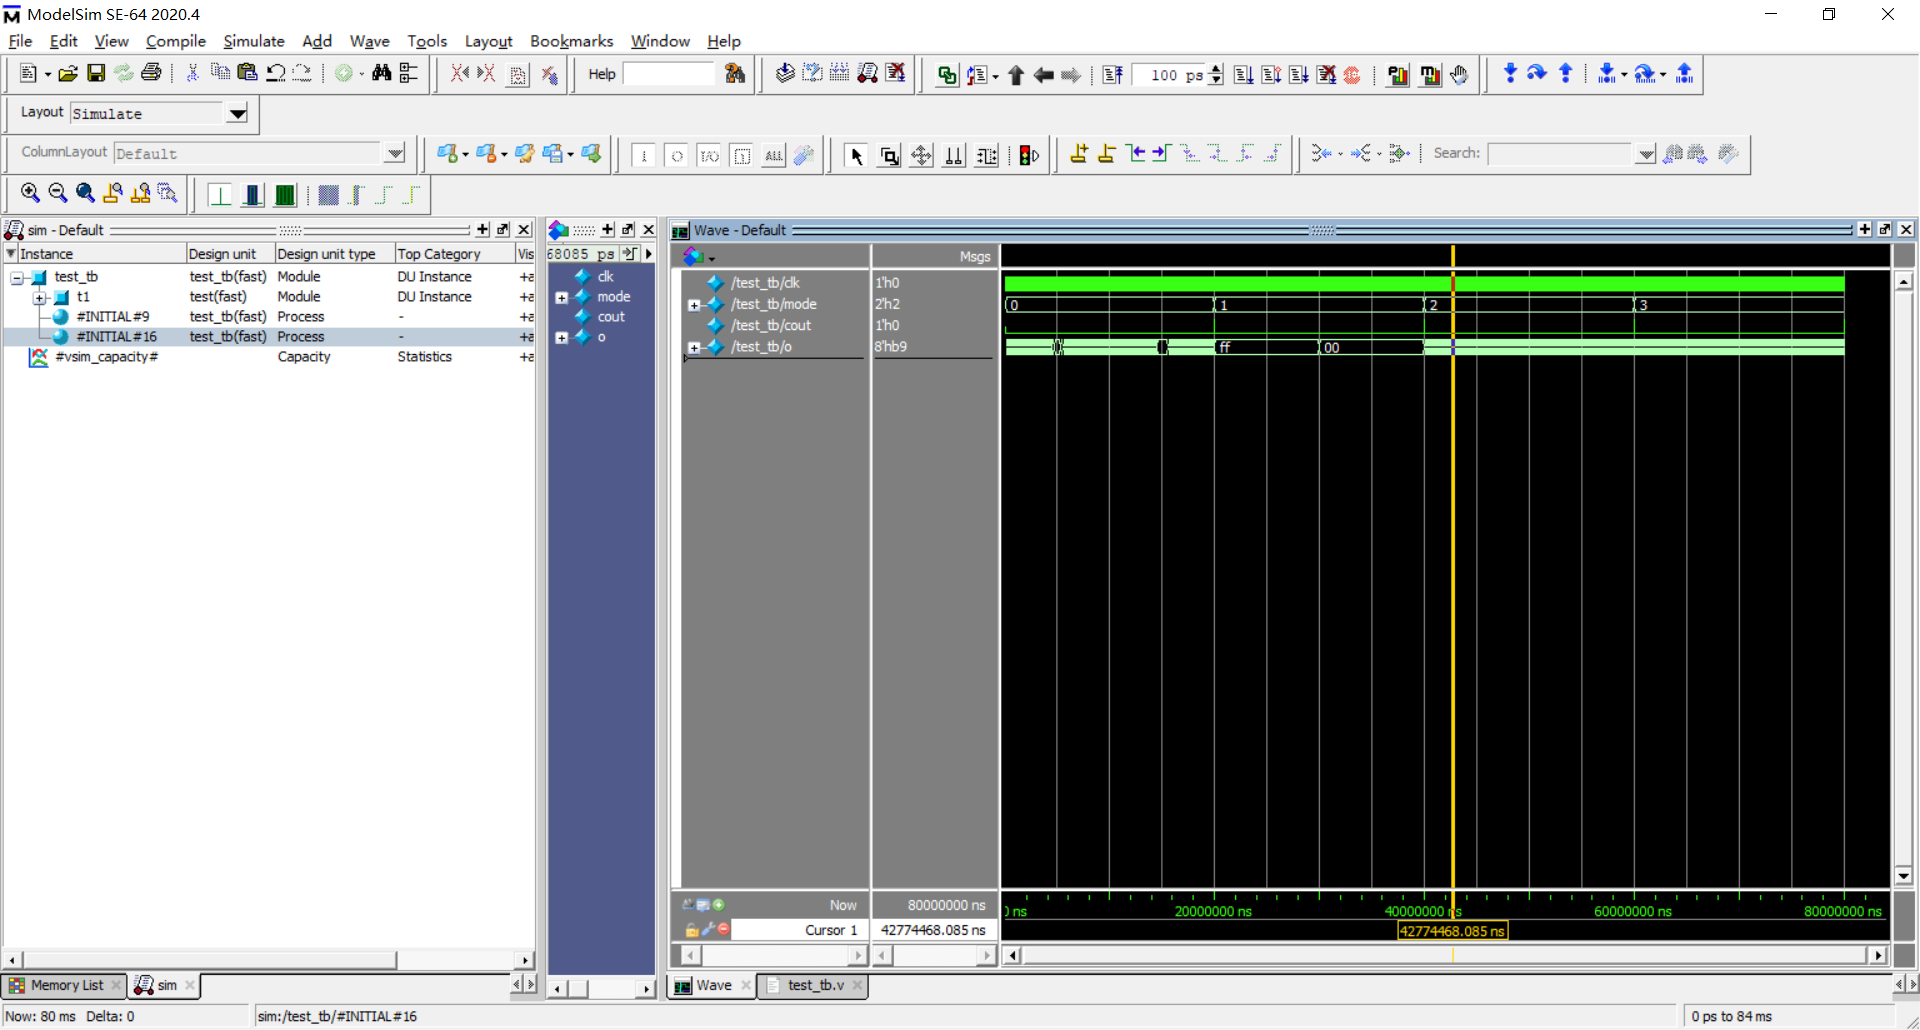 ModelSim SE-64 2020.4
File Edit View Compile Simulate Add Wave Tools Layout Bookmarks Window Help
Help
100 ps
Layout Simulate
ColumnLayout Default
ALL
Search:
sim - Default
Instance Design unit Design unit type Top Category Vis
test_tb test_tb(fast) Module DU Instance +a
t1 test(fast) Module DU Instance +a
#INITIAL#9 test_tb(fast) Process - +a
#INITIAL#16 test_tb(fast) Process - +a
#vsim_capacity# Capacity Statistics +a
68085 ps
clk
mode
cout
o
Wave - Default
Msgs
/test_tb/clk 1'h0
/test_tb/mode 2'h2 0 1 2 3
/test_tb/cout 1'h0
/test_tb/o 8'hb9 ff 00
Now 80000000 ns
ns 20000000 ns 40000000 ns 60000000 ns 80000000 ns
Cursor 1 42774468.085 ns 42774468.085 ns
Memory List sim
Wave test_tb.v
Now: 80 ms Delta: 0 sim:/test_tb/#INITIAL#16 0 ps to 84 ms